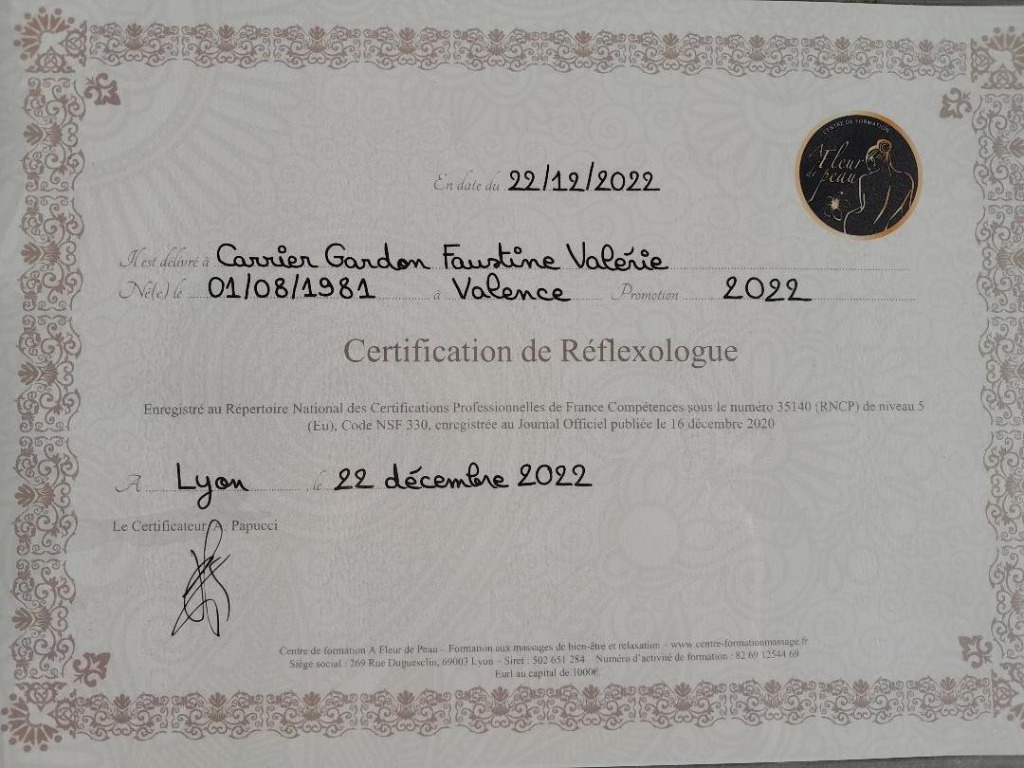 CENTRE DE FORMATION
A Fleur
de peau
En date du 22/12/2022
Il est délivré à Carrier Gardon Faustine Valérie
Né(e) le 01/08/1981 à Valence Promotion 2022
Certification de Réflexologue
Enregistré au Répertoire National des Certifications Professionnelles de France Compétences sous le numéro 35140 (RNCP) de niveau 5
(Eu), Code NSF 330, enregistrée au Journal Officiel publiée le 16 décembre 2020
A Lyon , le 22 décembre 2022
Le Certificateur A. Papucci
Centre de formation A Fleur de Peau – Formation aux massages de bien-être et relaxation – www.centre-formationmassage.fr
Siège social : 269 Rue Duguesclin, 69003 Lyon – Siret : 502 651 284 Numéro d'activité de formation : 82 69 12544 69
Eurl au capital de 1000€.